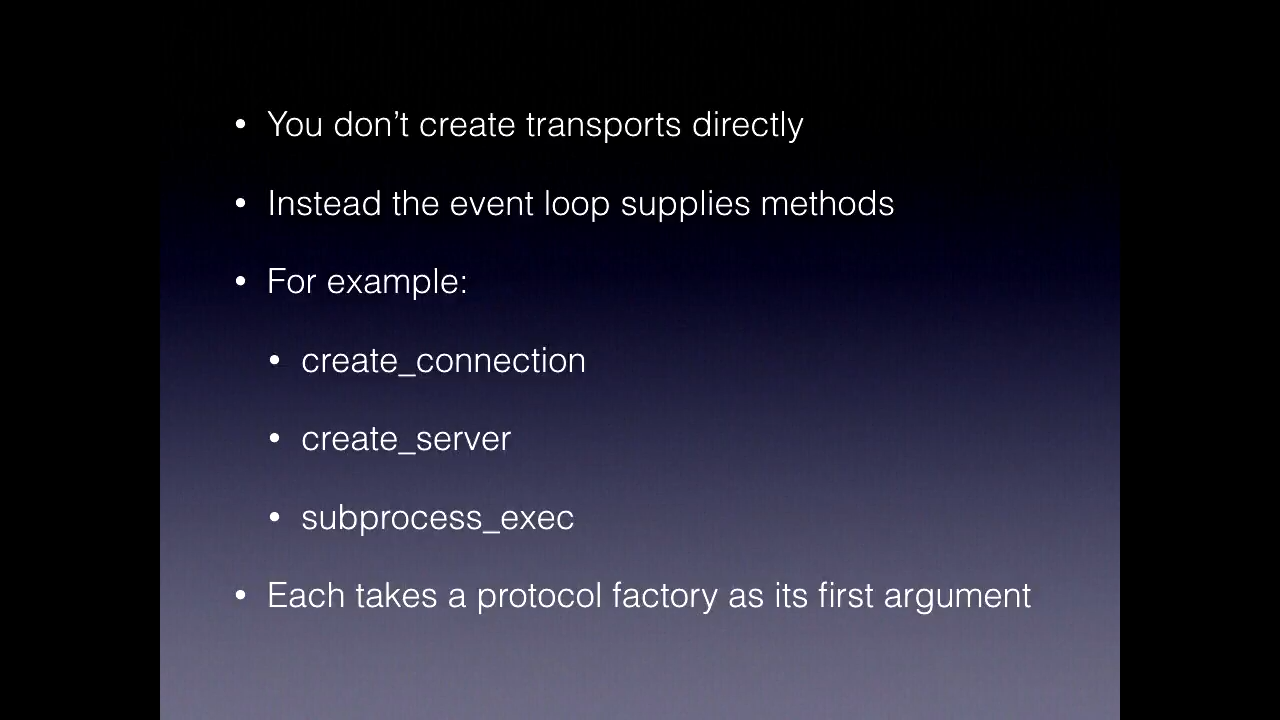 • You don’t create transports directly
• Instead the event loop supplies methods
• For example:
• create_connection
• create_server
• subprocess_exec
• Each takes a protocol factory as its first argument